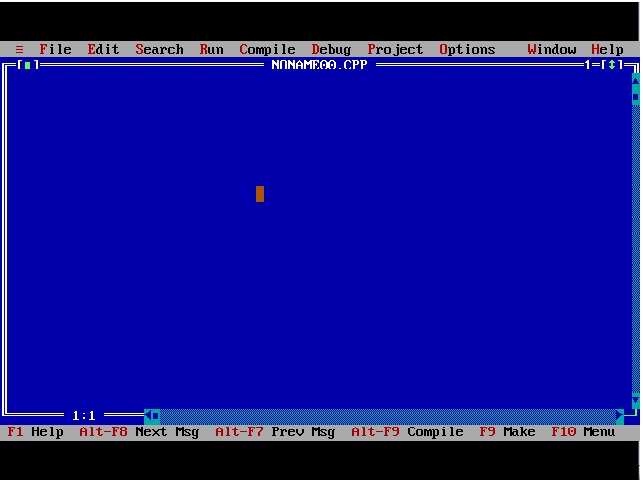 ≡ File Edit Search Run Compile Debug Project Options Window Help
[■] NONAME00.CPP 1=[↕]
1:1
F1 Help Alt-F8 Next Msg Alt-F7 Prev Msg Alt-F9 Compile F9 Make F10 Menu